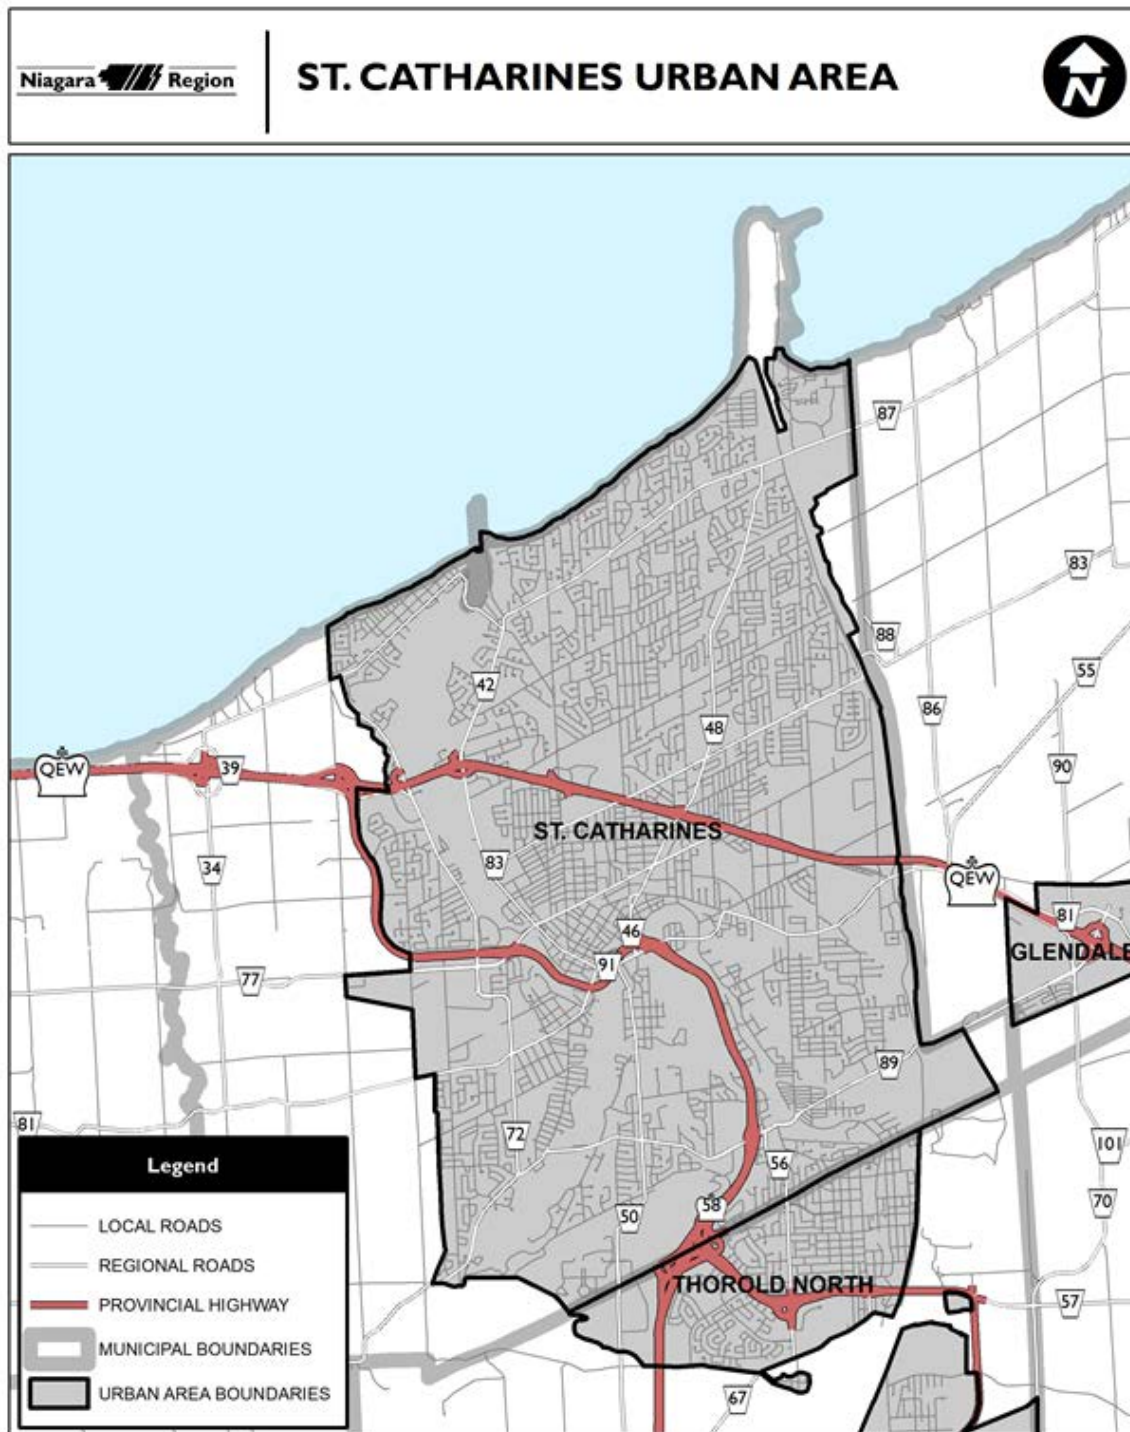 Niagara Region
ST. CATHARINES URBAN AREA
N
87
83
88
55
42
86
48
QEW
39
90
ST. CATHARINES
83
34
QEW
81
46
GLENDALE
91
77
89
81
72
101
56
70
50
58
THOROLD NORTH
57
67
Legend
LOCAL ROADS
REGIONAL ROADS
PROVINCIAL HIGHWAY
MUNICIPAL BOUNDARIES
URBAN AREA BOUNDARIES